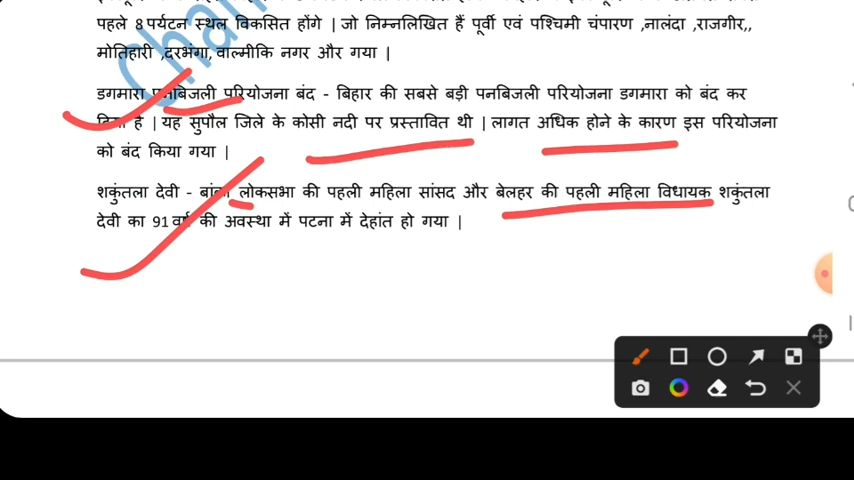 पहले 8 पर्यटन स्थल विकसित होंगे | जो निम्नलिखित हैं पूर्वी एवं पश्चिमी चंपारण ,नालंदा ,राजगीर,,
मोतिहारी ,दरभंगा, वाल्मीकि नगर और गया |
डगमारा पनबिजली परियोजना बंद - बिहार की सबसे बड़ी पनबिजली परियोजना डगमारा को बंद कर
दिया है | यह सुपौल जिले के कोसी नदी पर प्रस्तावित थी | लागत अधिक होने के कारण इस परियोजना
को बंद किया गया |
शकुंतला देवी - बांका लोकसभा की पहली महिला सांसद और बेलहर की पहली महिला विधायक शकुंतला
देवी का 91 वर्ष की अवस्था में पटना में देहांत हो गया |